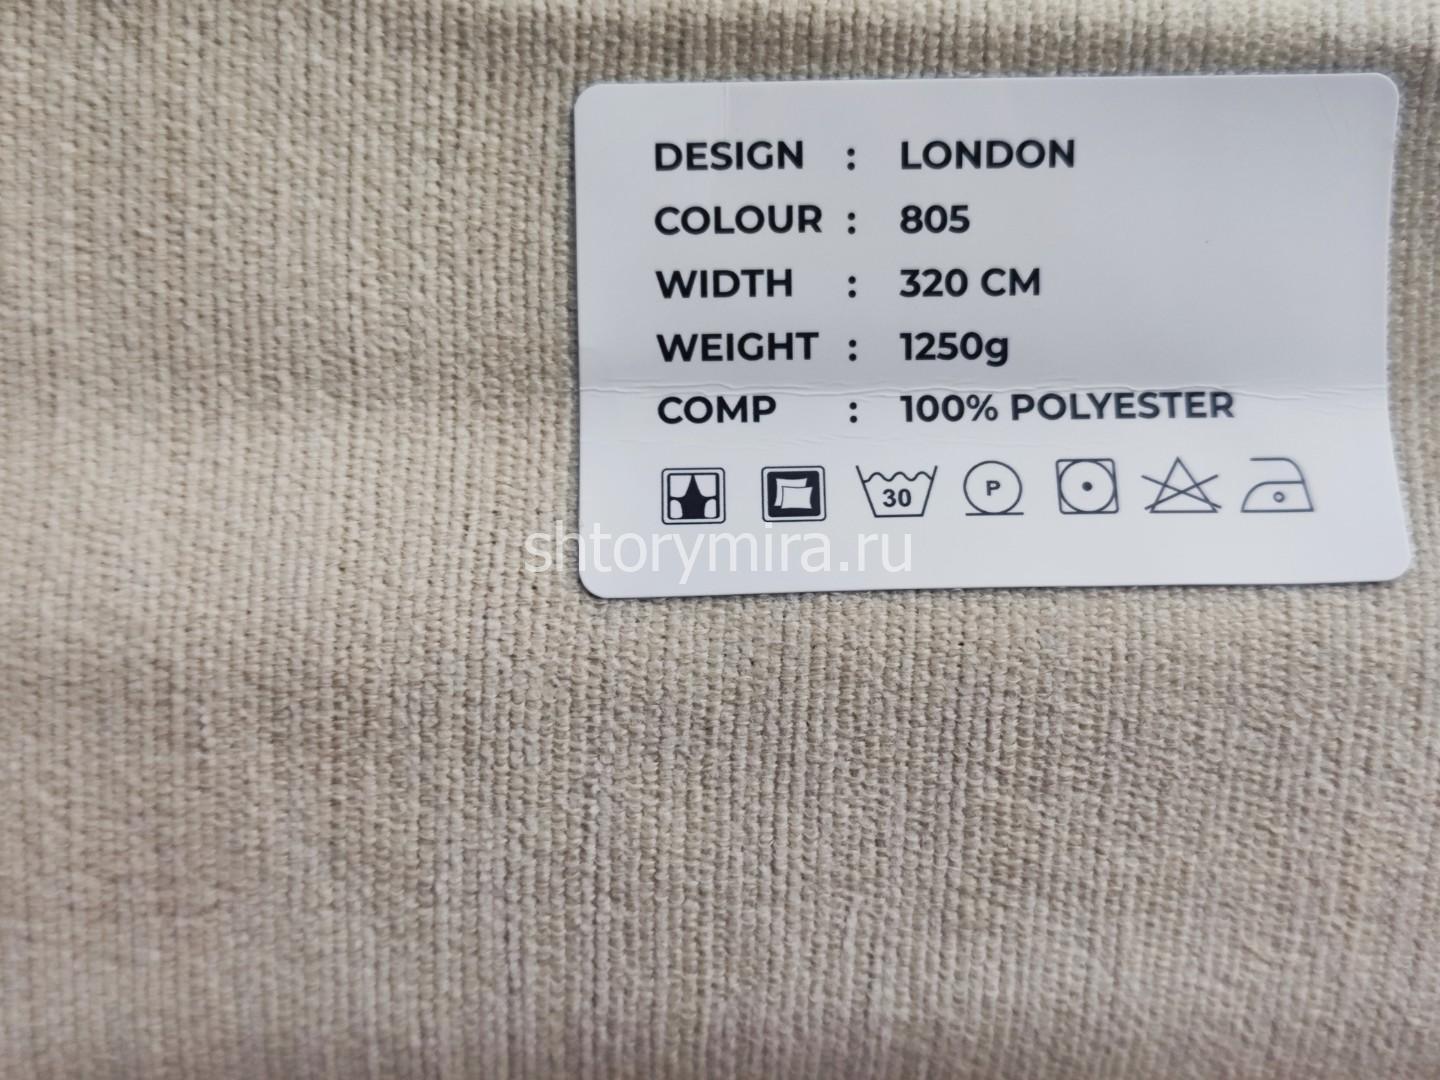 DESIGN : LONDON
COLOUR : 805
WIDTH : 320 CM
WEIGHT : 1250g
COMP : 100% POLYESTER
30 P
shtorymira.ru